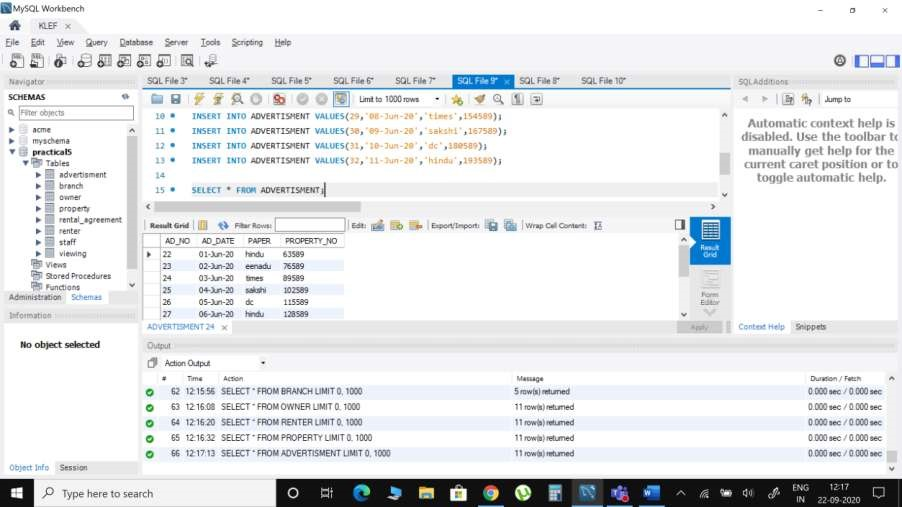 MySQL Workbench
KLEF
File Edit View Query Database Server Tools Scripting Help
Navigator
SQL File 3* SQL File 4* SQL File 5* SQL File 6* SQL File 7* SQL File 9* SQL File 8* SQL File 10*
SQLAdditions
SCHEMAS
Filter objects
acme
myschema
practical5
Tables
advertisment
branch
owner
property
rental_agreement
renter
staff
viewing
Views
Stored Procedures
Functions
Administration Schemas
Information
No object selected
Object Info Session
Limit to 1000 rows
10 INSERT INTO ADVERTISMENT VALUES(29,'08-Jun-20','times',154589);
11 INSERT INTO ADVERTISMENT VALUES(30,'09-Jun-20','sakshi',167589);
12 INSERT INTO ADVERTISMENT VALUES(31,'10-Jun-20','dc',180589);
13 INSERT INTO ADVERTISMENT VALUES(32,'11-Jun-20','hindu',193589);
14
15 SELECT * FROM ADVERTISMENT;
Result Grid Filter Rows: Edit: Export/Import: Wrap Cell Content:
AD_NO AD_DATE PAPER PROPERTY_NO
22 01-Jun-20 hindu 63589
23 02-Jun-20 eenadu 76589
24 03-Jun-20 times 89589
25 04-Jun-20 sakshi 102589
26 05-Jun-20 dc 115589
27 06-Jun-20 hindu 128589
Result
Grid
Form
Editor
ADVERTISMENT 24
Apply
Jump to
Automatic context help is
disabled. Use the toolbar to
manually get help for the
current caret position or to
toggle automatic help.
Context Help Snippets
Output
Action Output
# Time Action Message Duration / Fetch
62 12:15:56 SELECT * FROM BRANCH LIMIT 0, 1000 5 row(s) returned 0.000 sec / 0.000 sec
63 12:16:08 SELECT * FROM OWNER LIMIT 0, 1000 11 row(s) returned 0.000 sec / 0.000 sec
64 12:16:20 SELECT * FROM RENTER LIMIT 0, 1000 11 row(s) returned 0.000 sec / 0.000 sec
65 12:16:32 SELECT * FROM PROPERTY LIMIT 0, 1000 11 row(s) returned 0.000 sec / 0.000 sec
66 12:17:13 SELECT * FROM ADVERTISMENT LIMIT 0, 1000 11 row(s) returned 0.000 sec / 0.000 sec
Type here to search
ENG
IN
12:17
22-09-2020